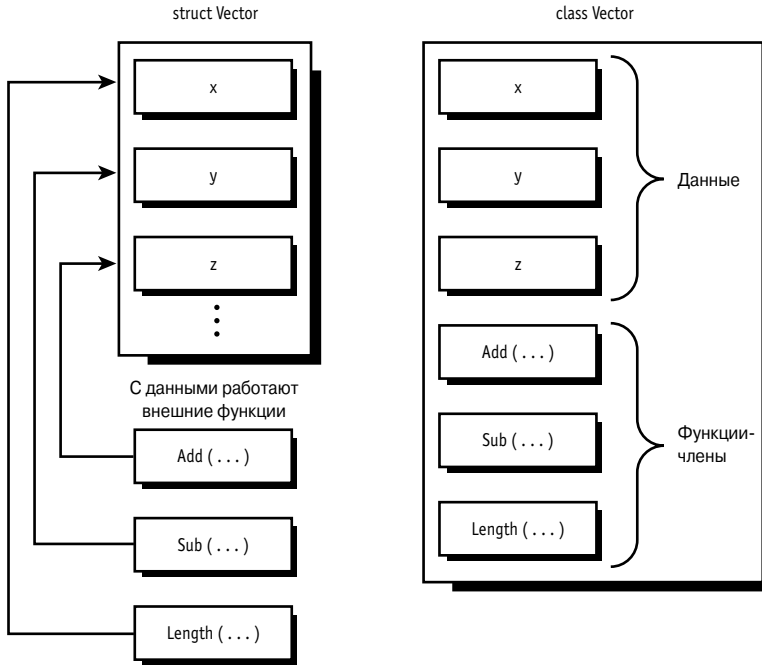 struct Vector
x
y
z
С данными работают
внешние функции
Add (...)
Sub (...)
Length (...)
class Vector
x
y
z
Add (...)
Sub (...)
Length (...)
Данные
Функции-
члены